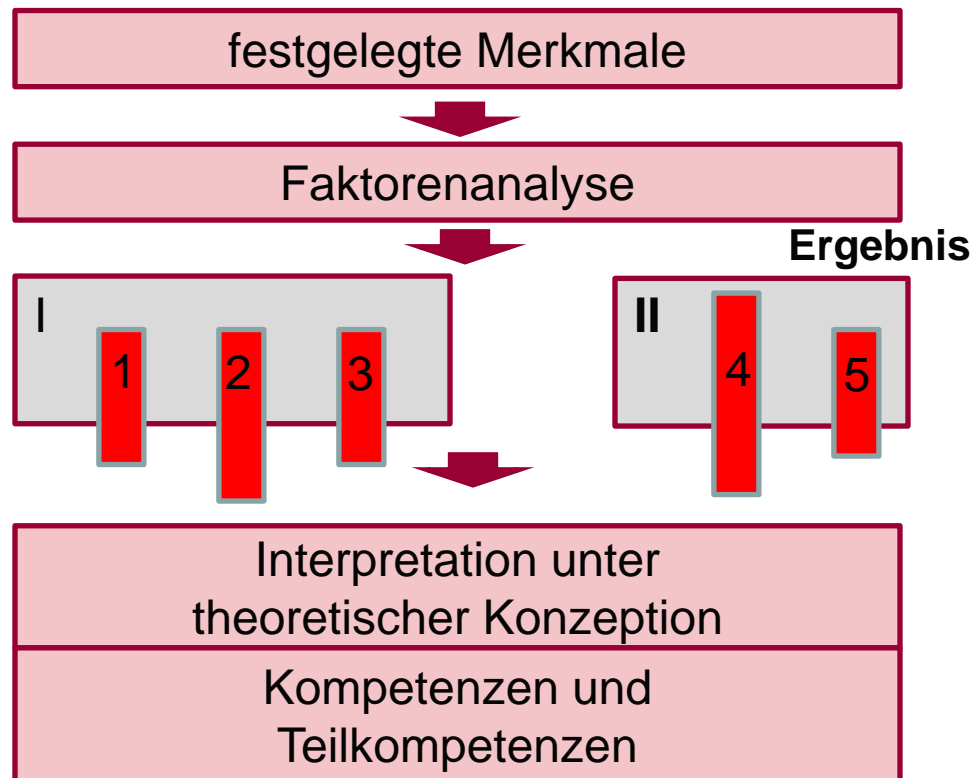 festgelegte Merkmale
Faktorenanalyse
Ergebnis
I
1
2
3
II
4
5
Interpretation unter
theoretischer Konzeption
Kompetenzen und
Teilkompetenzen